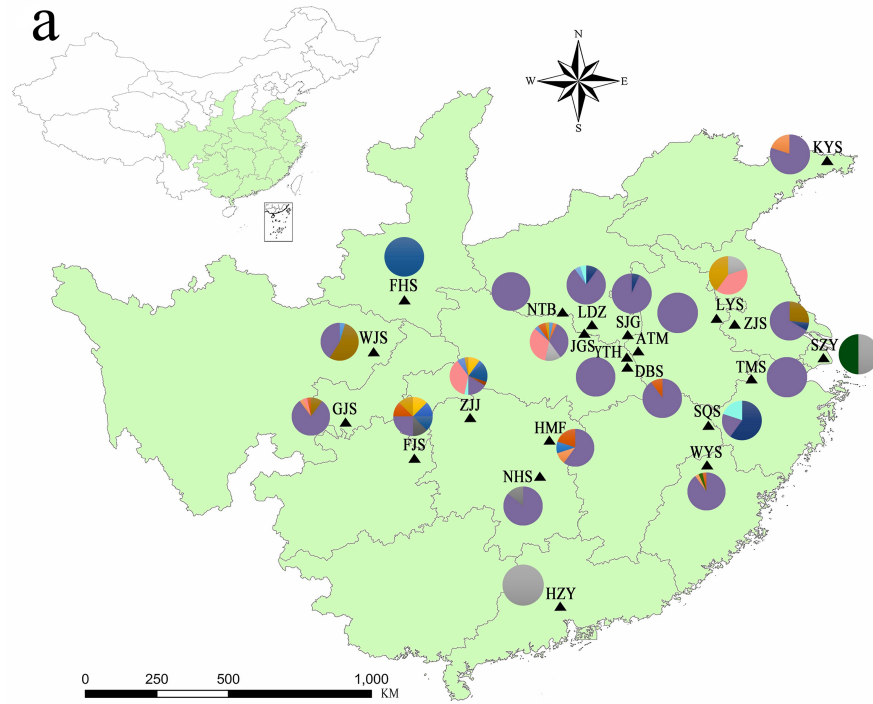 a
N
W
E
S
KYS
FHS
LYS
NTB
LDZ
SJG
ZJS
WJS
JGS
ATM
YTH
SZY
DBS
TMS
GJS
ZJJ
SQS
FJS
HMF
WYS
NHS
HZY
0 250 500 1,000
KM